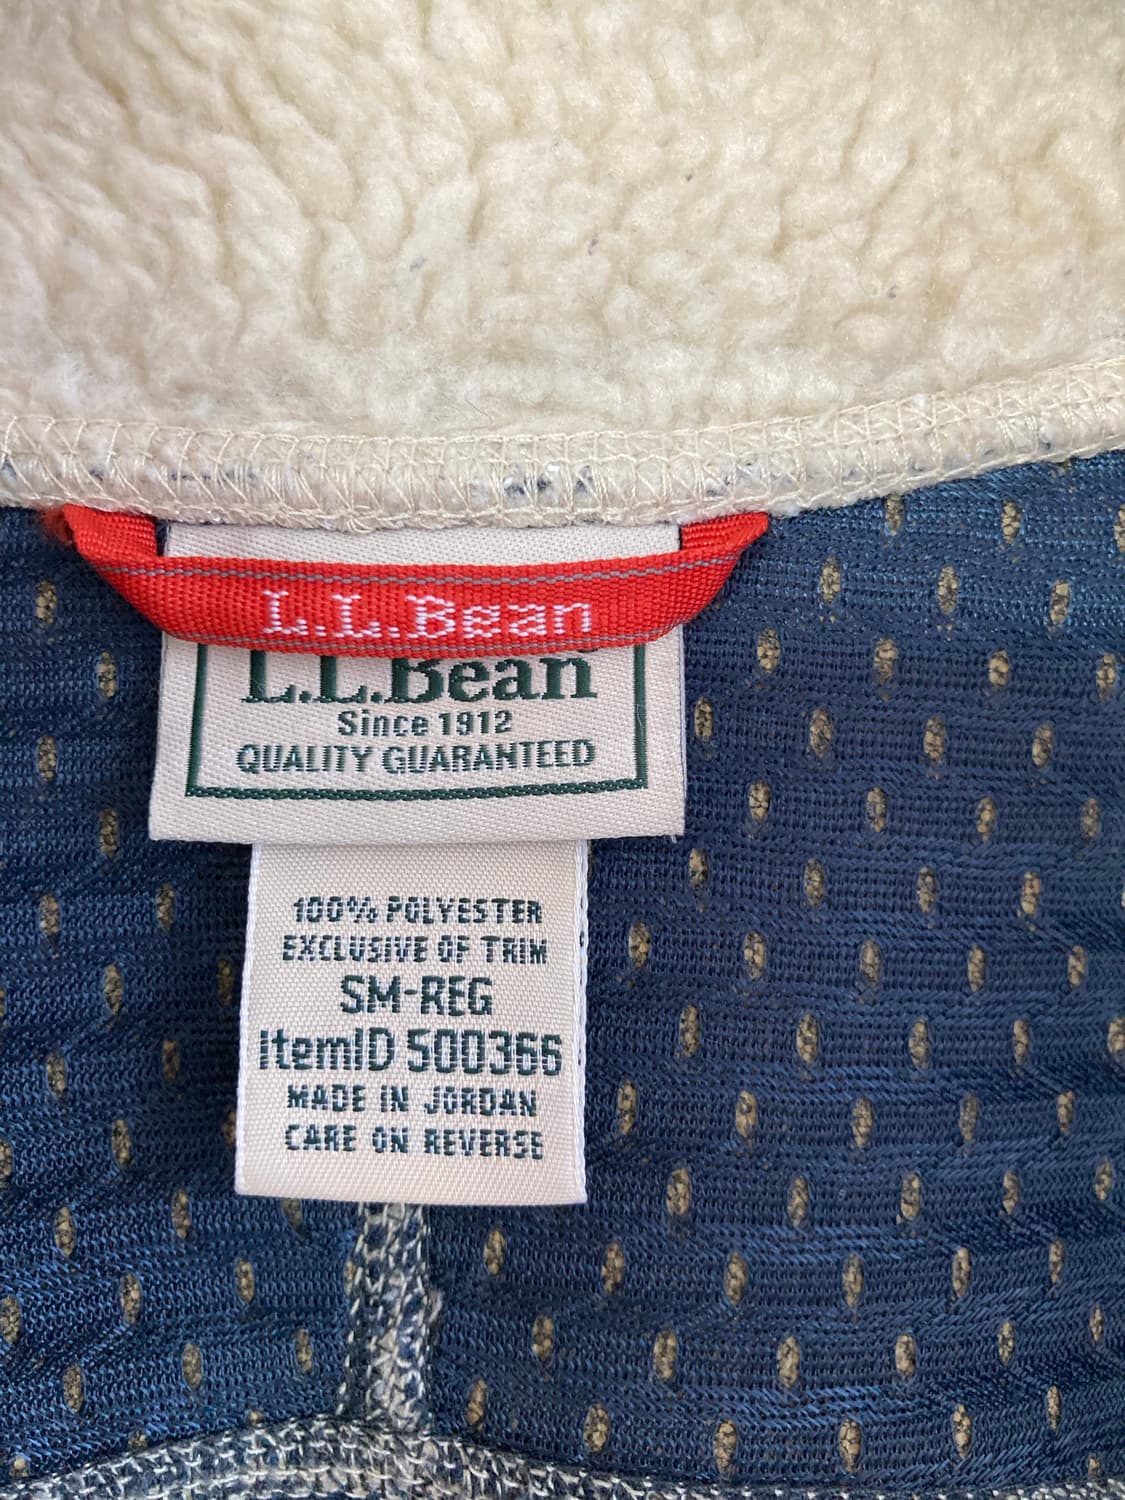 L.L.Bean
L.L.Bean
Since 1912
QUALITY GUARANTEED
100% POLYESTER
EXCLUSIVE OF TRIM
SM-REG
ItemID 500366
MADE IN JORDAN
CARE ON REVERSE